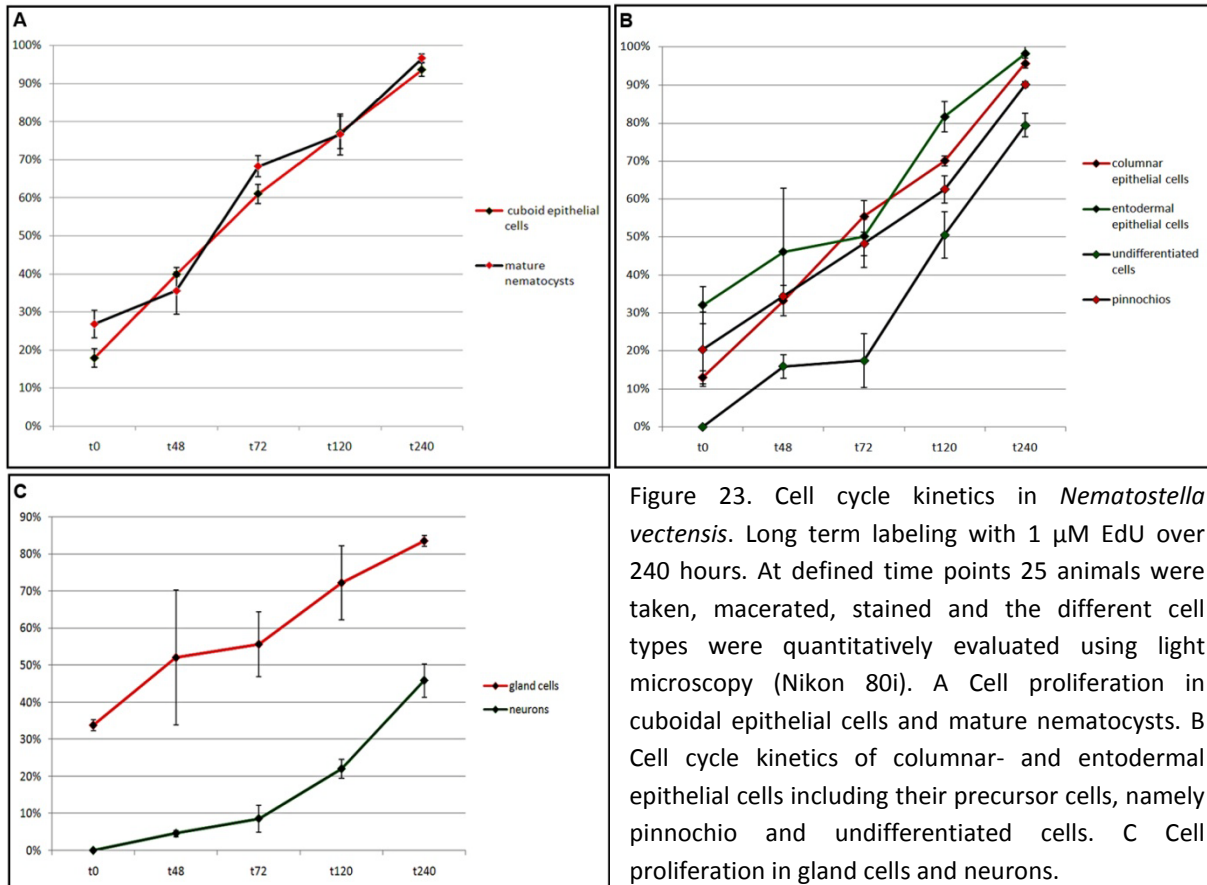 A
100%
90%
80%
70%
60%
50%
40%
30%
20%
10%
0%
t0 t48 t72 t120 t240
cuboid epithelial
cells
mature
nematocysts
B
100%
90%
80%
70%
60%
50%
40%
30%
20%
10%
0%
t0 t48 t72 t120 t240
columnar
epithelial cells
entodermal
epithelial cells
undifferentiated
cells
pinnochios
C
90%
80%
70%
60%
50%
40%
30%
20%
10%
0%
t0 t48 t72 t120 t240
gland cells
neurons
Figure 23. Cell cycle kinetics in Nematostella
vectensis. Long term labeling with 1 µM EdU over
240 hours. At defined time points 25 animals were
taken, macerated, stained and the different cell
types were quantitatively evaluated using light
microscopy (Nikon 80i). A Cell proliferation in
cuboidal epithelial cells and mature nematocysts. B
Cell cycle kinetics of columnar- and entodermal
epithelial cells including their precursor cells, namely
pinnochio and undifferentiated cells. C Cell
proliferation in gland cells and neurons.